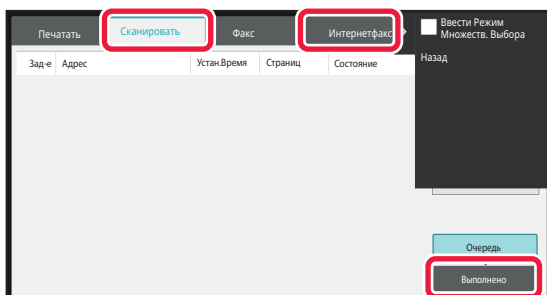 Печатать Сканировать Факс Интернетфакс
Ввести Режим
Множеств. Выбора
Назад
Зад-е Адрес Устан.Время Страниц Состояние
Очередь
Выполнено